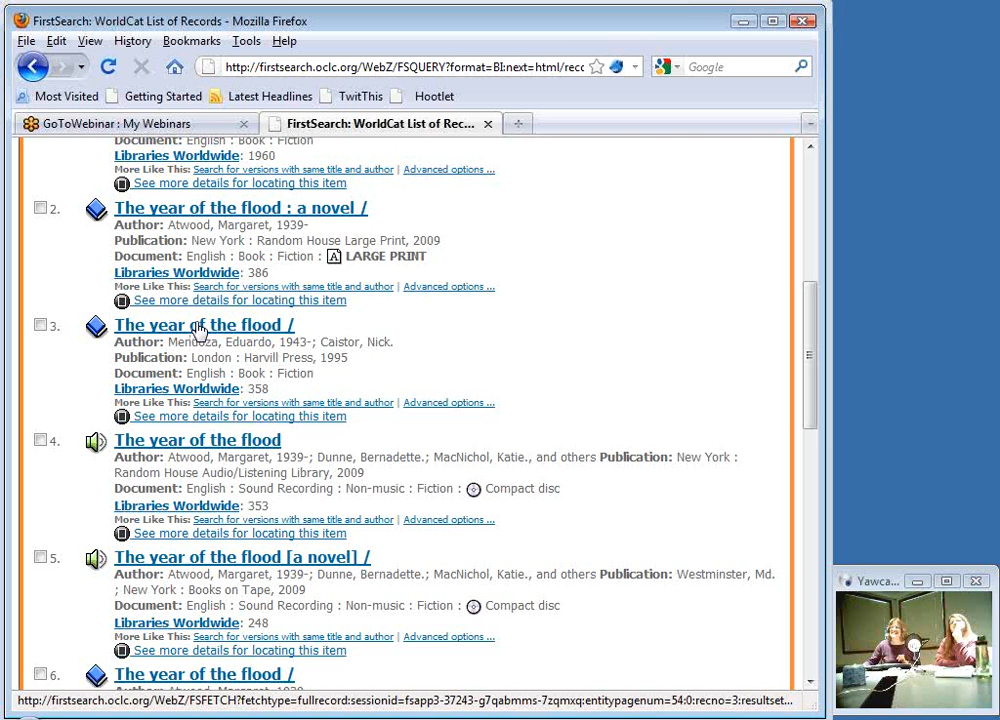 FirstSearch: WorldCat List of Records - Mozilla Firefox
File Edit View History Bookmarks Tools Help
http://firstsearch.oclc.org/WebZ/FSQUERY?format=BI:next=html/recc
Google
Most Visited Getting Started Latest Headlines TwitThis Hootlet
GoToWebinar : My Webinars
FirstSearch: WorldCat List of Rec...
Document: English : Book : Fiction
Libraries Worldwide: 1960
More Like This: Search for versions with same title and author | Advanced options ...
See more details for locating this item
2. The year of the flood : a novel /
Author: Atwood, Margaret, 1939-
Publication: New York : Random House Large Print, 2009
Document: English : Book : Fiction : A LARGE PRINT
Libraries Worldwide: 386
More Like This: Search for versions with same title and author | Advanced options ...
See more details for locating this item
3. The year of the flood /
Author: Mendoza, Eduardo, 1943-; Caistor, Nick.
Publication: London : Harvill Press, 1995
Document: English : Book : Fiction
Libraries Worldwide: 358
More Like This: Search for versions with same title and author | Advanced options ...
See more details for locating this item
4. The year of the flood
Author: Atwood, Margaret, 1939-; Dunne, Bernadette.; MacNichol, Katie., and others Publication: New York :
Random House Audio/Listening Library, 2009
Document: English : Sound Recording : Non-music : Fiction : Compact disc
Libraries Worldwide: 353
More Like This: Search for versions with same title and author | Advanced options ...
See more details for locating this item
5. The year of the flood [a novel] /
Author: Atwood, Margaret, 1939-; Dunne, Bernadette.; MacNichol, Katie., and others Publication: Westminster, Md.
; New York : Books on Tape, 2009
Document: English : Sound Recording : Non-music : Fiction : Compact disc
Libraries Worldwide: 248
More Like This: Search for versions with same title and author | Advanced options ...
See more details for locating this item
6. The year of the flood /
http://firstsearch.oclc.org/WebZ/FSFETCH?fetchtype=fullrecord:sessionid=fsapp3-37243-g7qabmms-7zqmxq:entitypagenum=54:0:recno=3:resultset...
Yawca...